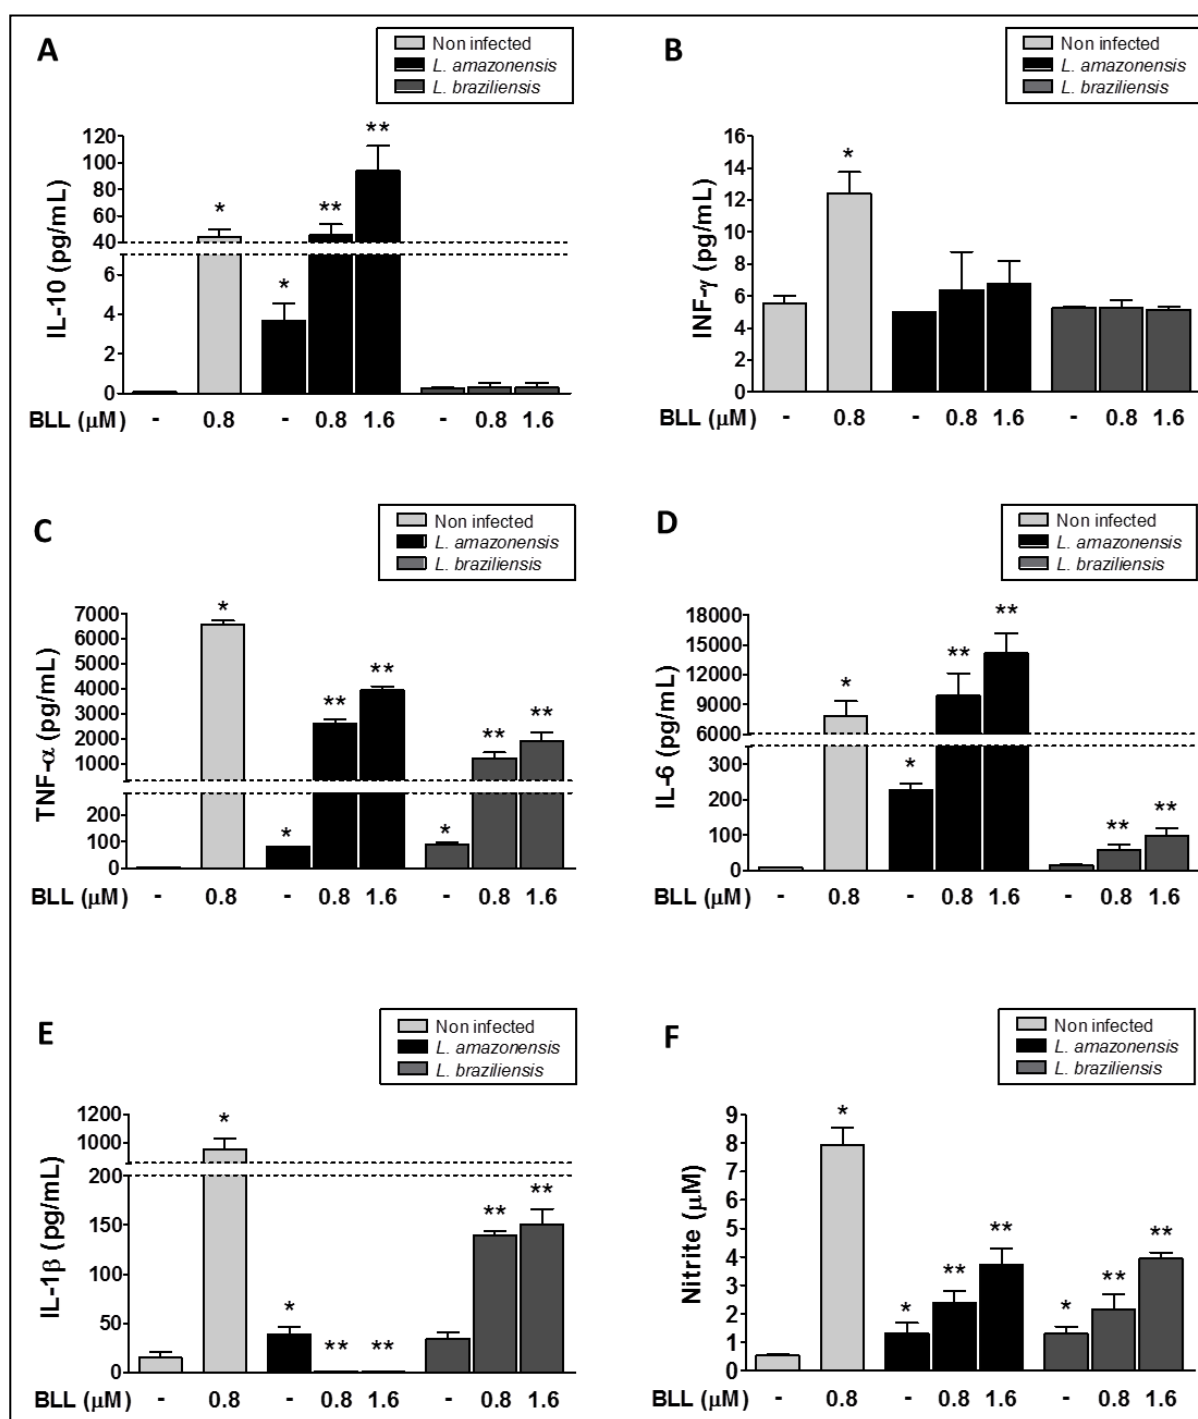 A
Non infected
L. amazonensis
L. braziliensis
IL-10 (pg/mL)
120
100
80
60
40
6
4
2
0
*
*
**
**
BLL (μM) - 0.8 - 0.8 1.6 - 0.8 1.6
B
Non infected
L. amazonensis
L. braziliensis
INF-γ (pg/mL)
16
14
12
10
8
6
4
2
0
*
BLL (μM) - 0.8 - 0.8 1.6 - 0.8 1.6
C
Non infected
L. amazonensis
L. braziliensis
TNF-α (pg/mL)
7000
6000
5000
4000
3000
2000
1000
200
100
0
*
*
**
**
*
**
**
BLL (μM) - 0.8 - 0.8 1.6 - 0.8 1.6
D
Non infected
L. amazonensis
L. braziliensis
IL-6 (pg/mL)
18000
15000
12000
9000
6000
300
200
100
0
*
*
**
**
**
**
BLL (μM) - 0.8 - 0.8 1.6 - 0.8 1.6
E
Non infected
L. amazonensis
L. braziliensis
IL-1β (pg/mL)
1200
1000
200
150
100
50
0
*
*
**
**
**
**
BLL (μM) - 0.8 - 0.8 1.6 - 0.8 1.6
F
Non infected
L. amazonensis
L. braziliensis
Nitrite (μM)
9
8
7
6
5
4
3
2
1
0
*
*
**
**
*
**
**
BLL (μM) - 0.8 - 0.8 1.6 - 0.8 1.6